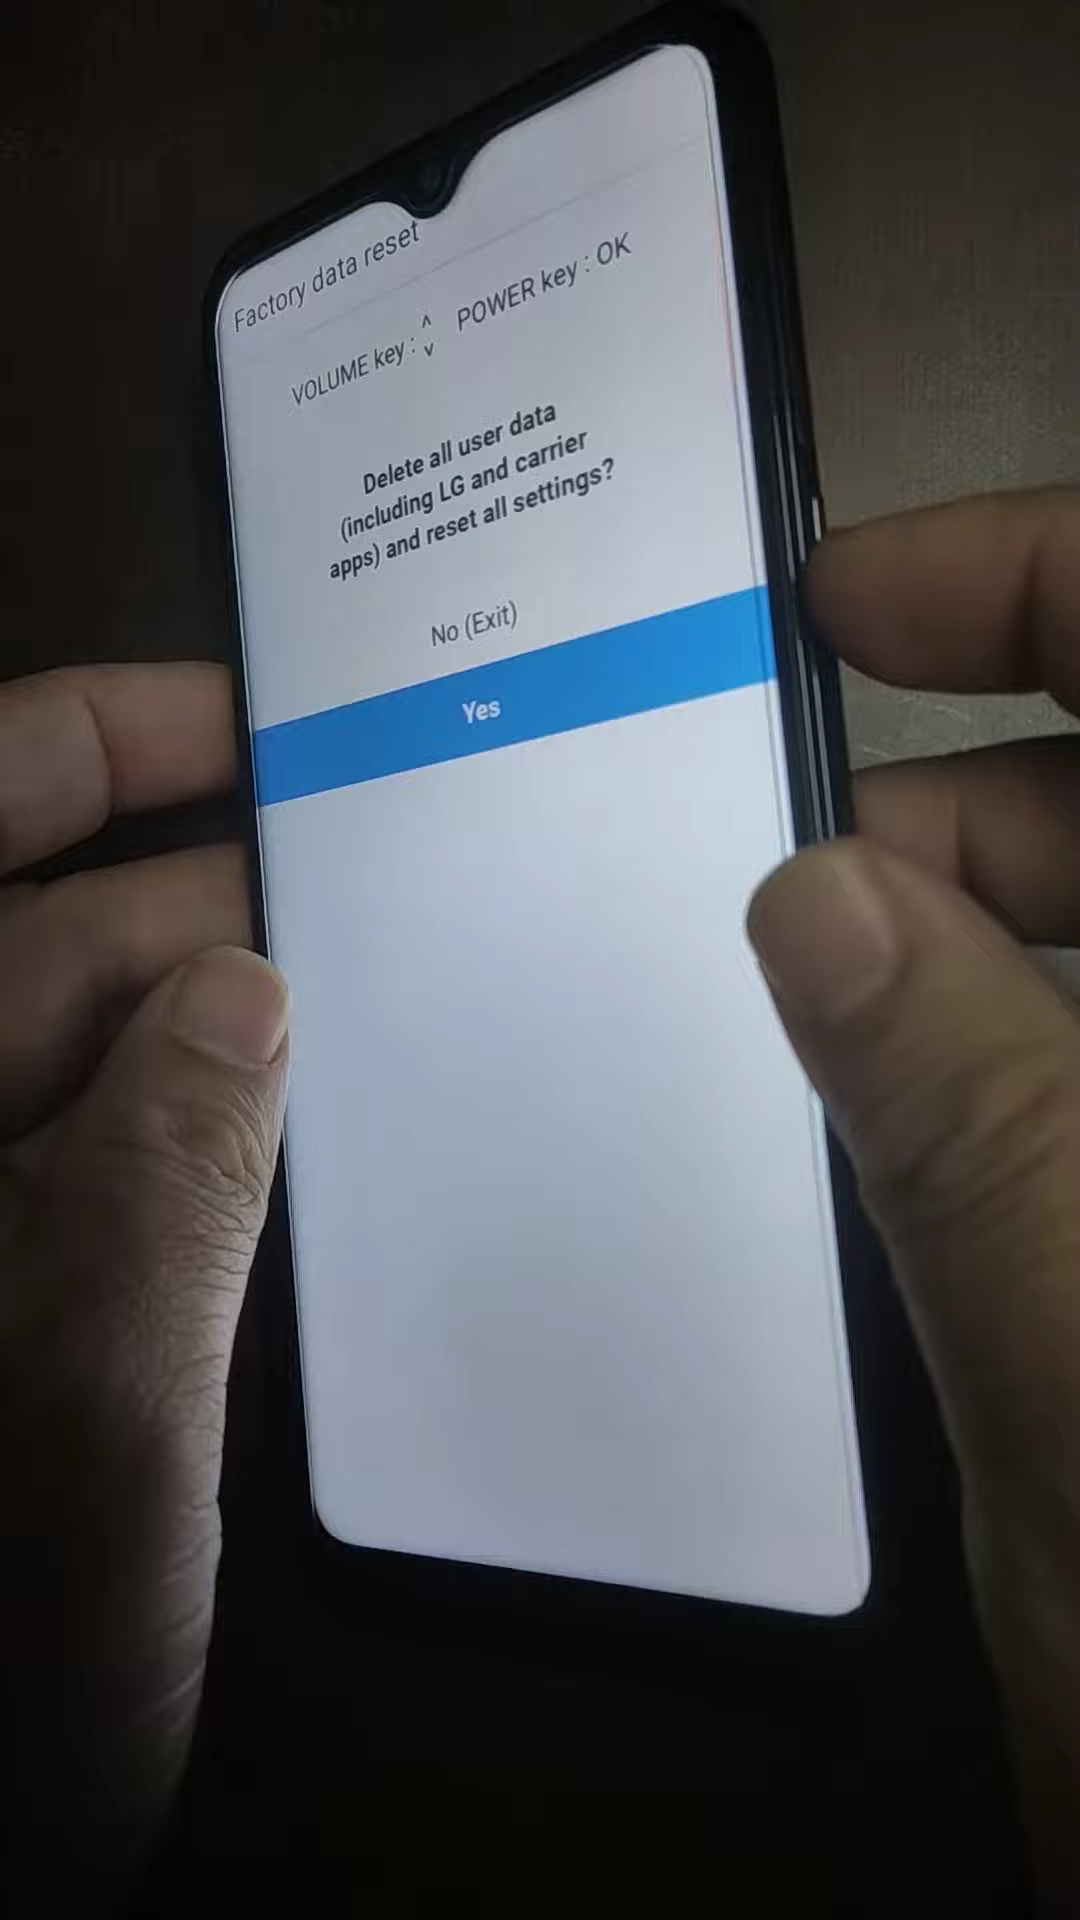 Factory data reset
VOLUME key : ˄˅ POWER key : OK
Delete all user data
(including LG and carrier
apps) and reset all settings?
No (Exit)
Yes